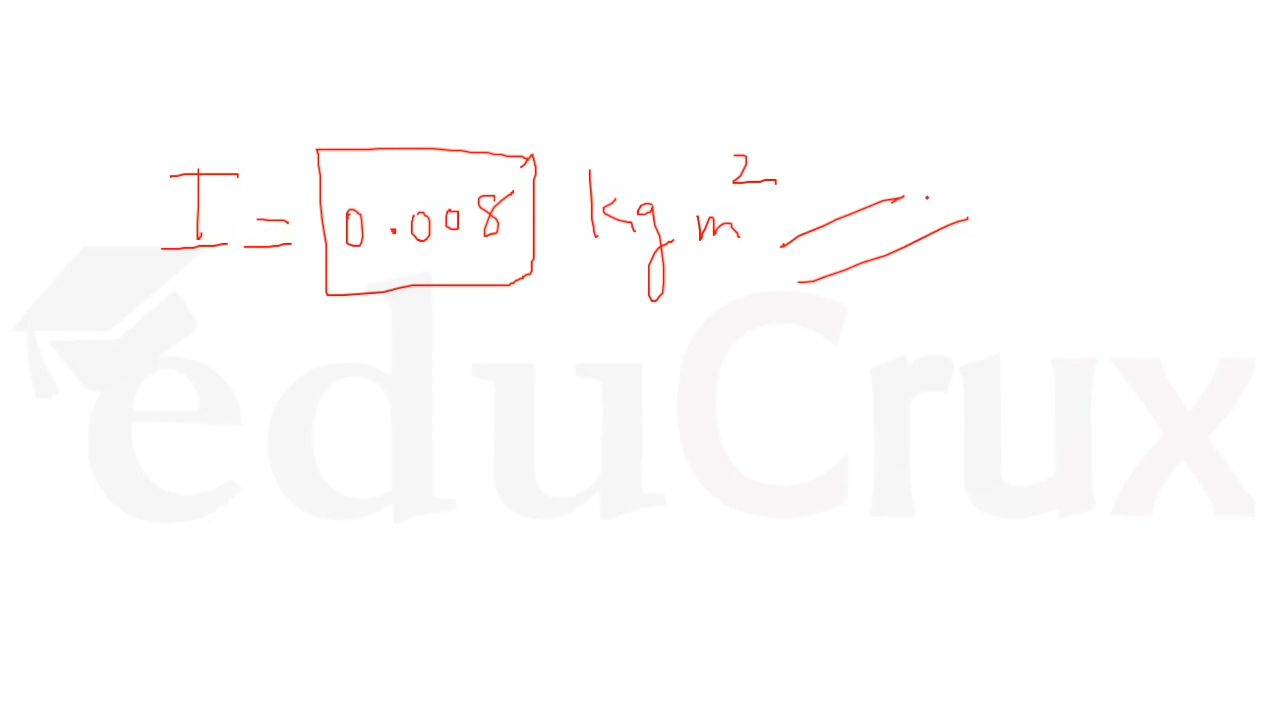 I = 0.008 kg m²
eduCrux